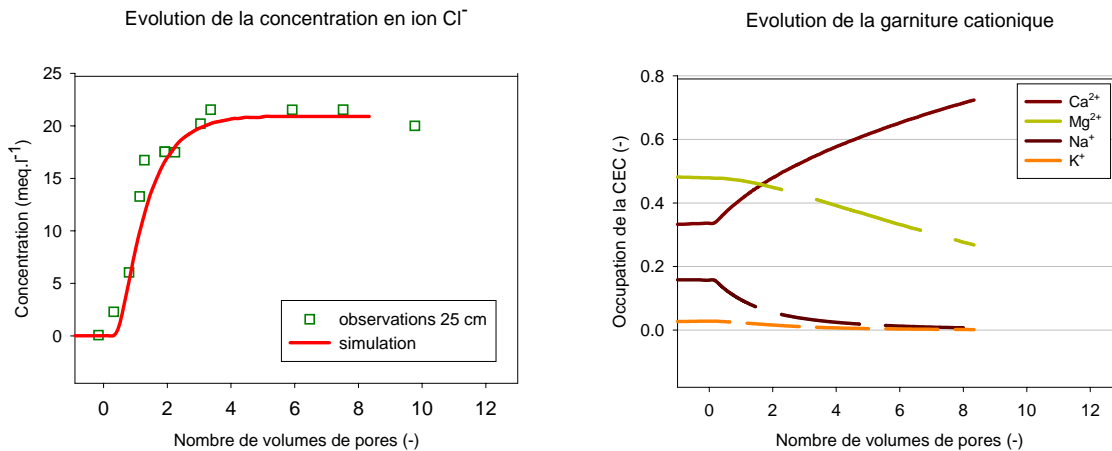 Evolution de la concentration en ion Cl⁻
Concentration (meq.l⁻¹)
25
20
15
10
5
0
observations 25 cm
simulation
0 2 4 6 8 10 12
Nombre de volumes de pores (-)
Evolution de la garniture cationique
Occupation de la CEC (-)
0.8
0.6
0.4
0.2
0.0
Ca²⁺
Mg²⁺
Na⁺
K⁺
0 2 4 6 8 10 12
Nombre de volumes de pores (-)